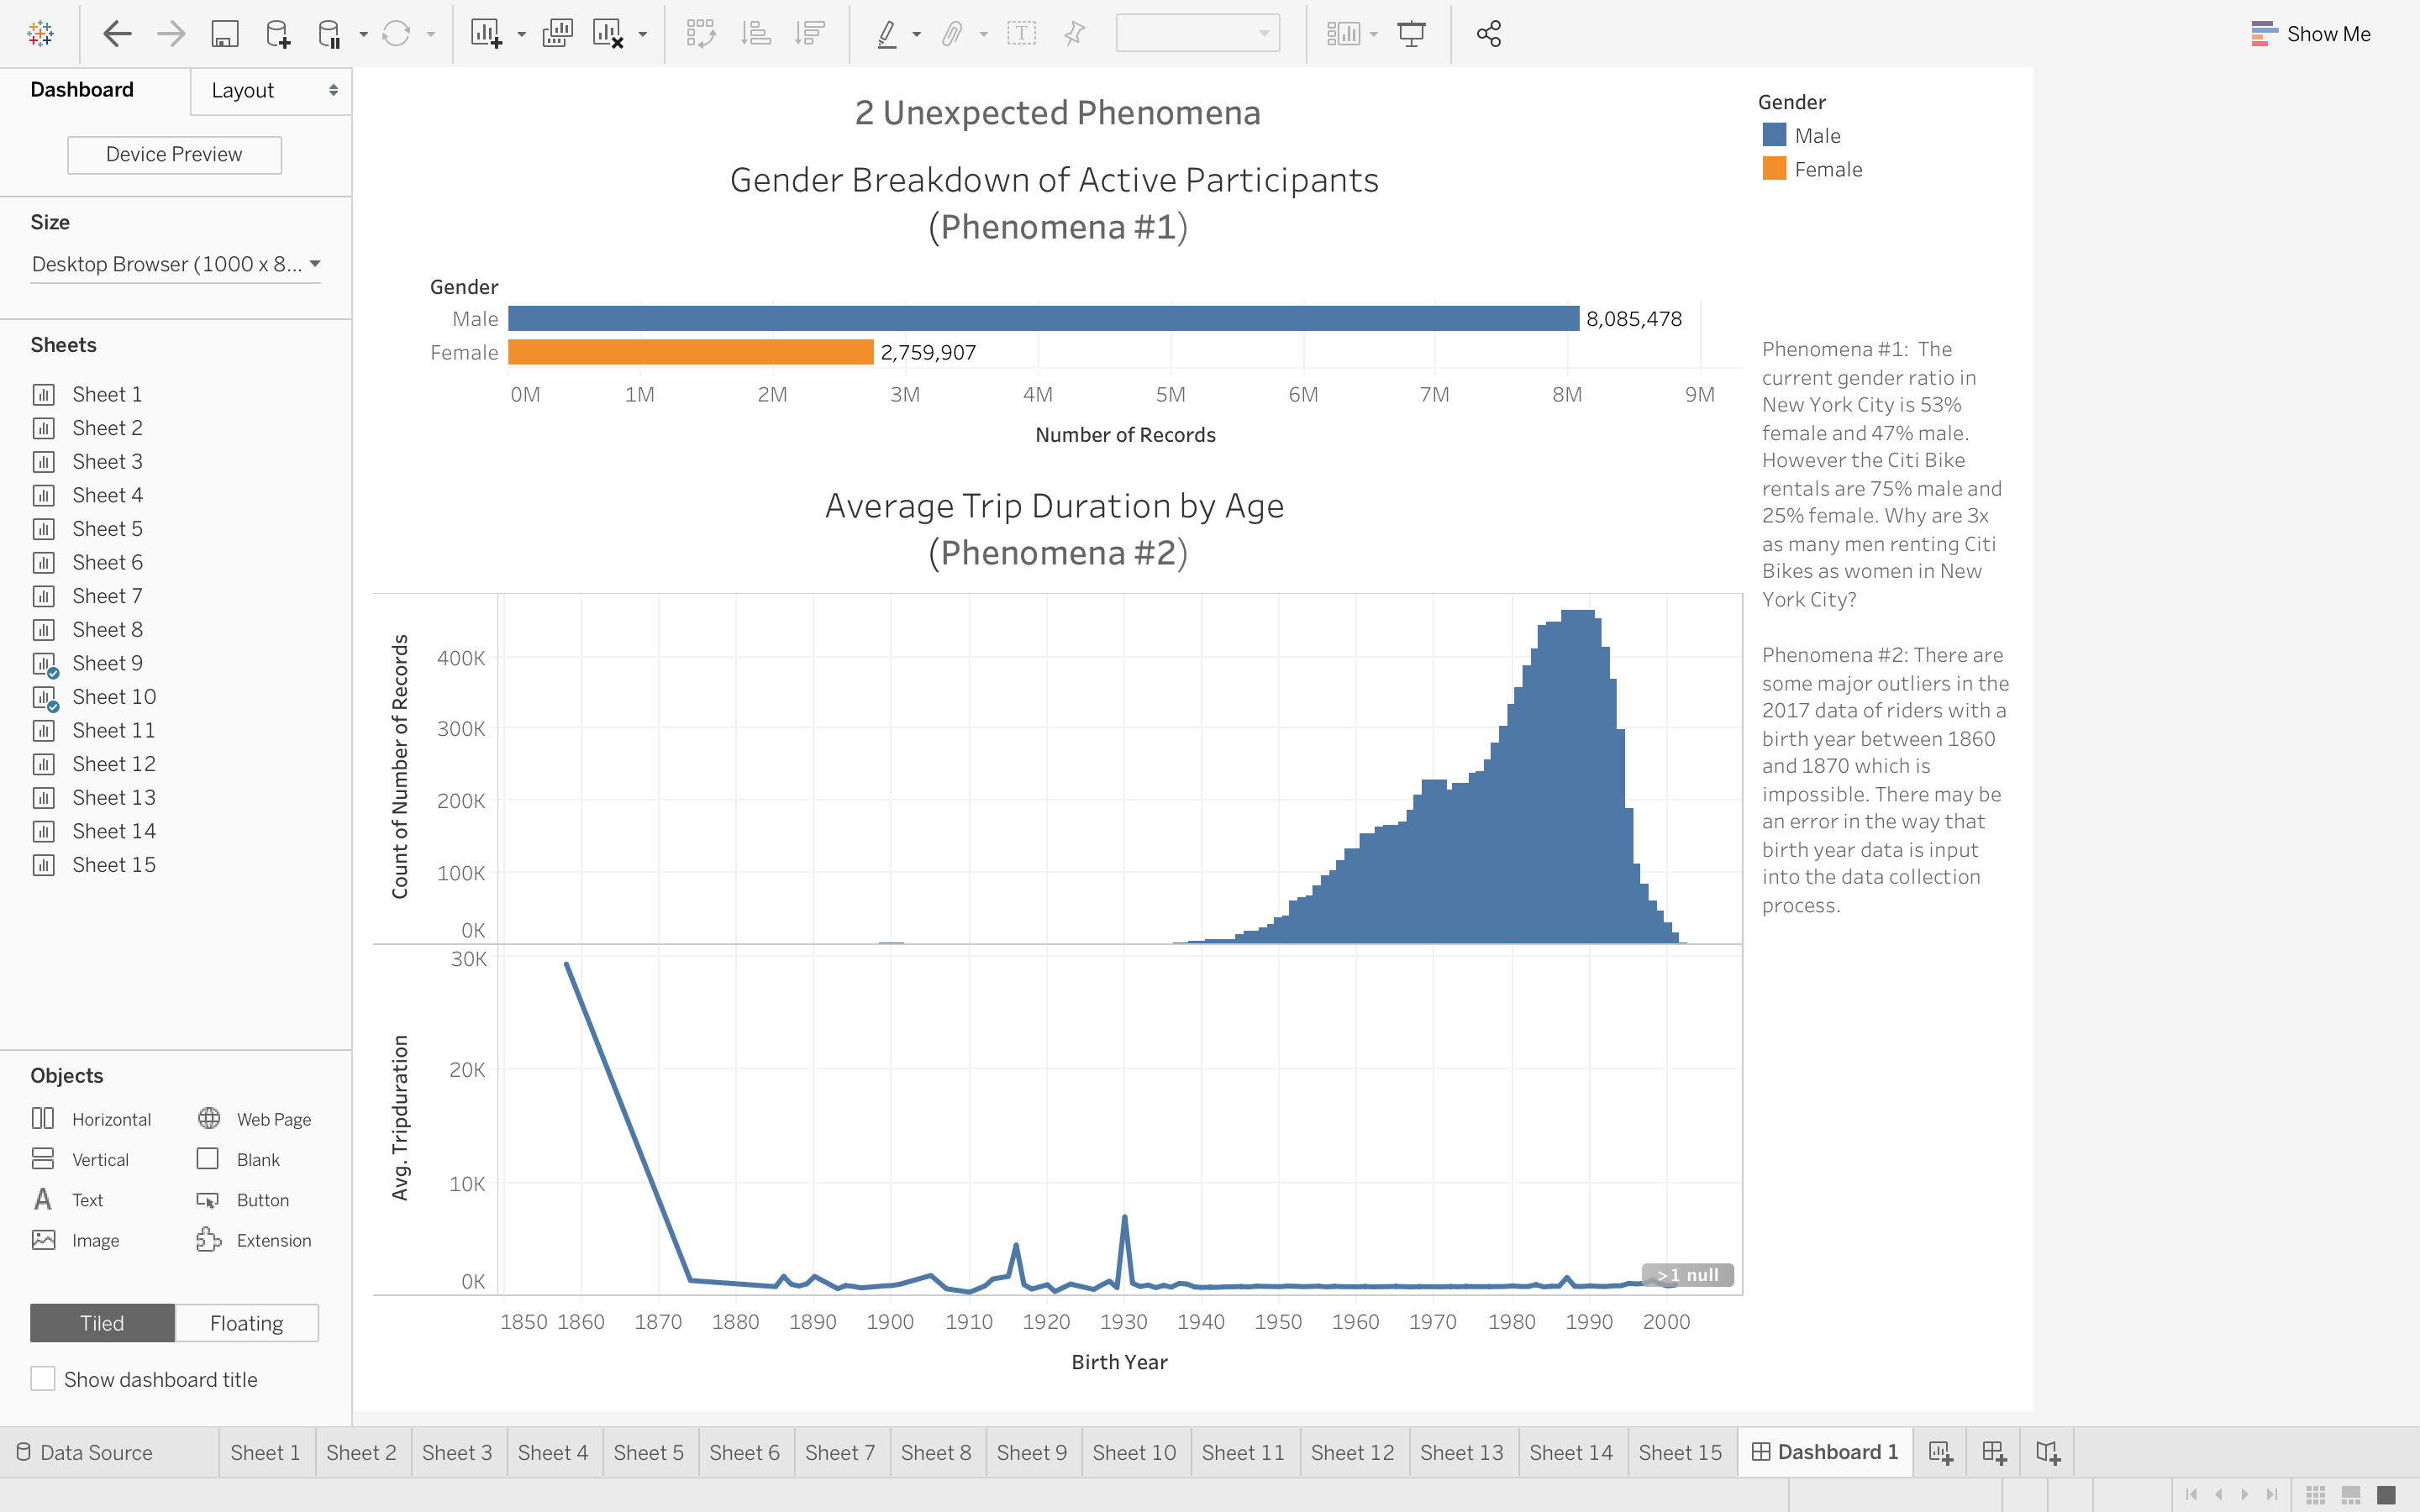 Show Me
Dashboard
Layout
Device Preview
Size
Desktop Browser (1000 x 8...
Sheets
Sheet 1
Sheet 2
Sheet 3
Sheet 4
Sheet 5
Sheet 6
Sheet 7
Sheet 8
Sheet 9
Sheet 10
Sheet 11
Sheet 12
Sheet 13
Sheet 14
Sheet 15
Objects
Horizontal Web Page
Vertical Blank
Text Button
Image Extension
Tiled Floating
Show dashboard title
2 Unexpected Phenomena
Gender Breakdown of Active Participants
(Phenomena #1)
Gender
Male 8,085,478
Female 2,759,907
0M 1M 2M 3M 4M 5M 6M 7M 8M 9M
Number of Records
Average Trip Duration by Age
(Phenomena #2)
Count of Number of Records
400K
300K
200K
100K
0K
Avg. Tripduration
30K
20K
10K
0K
>1 null
1850 1860 1870 1880 1890 1900 1910 1920 1930 1940 1950 1960 1970 1980 1990 2000
Birth Year
Gender
Male
Female
Phenomena #1: The
current gender ratio in
New York City is 53%
female and 47% male.
However the Citi Bike
rentals are 75% male and
25% female. Why are 3x
as many men renting Citi
Bikes as women in New
York City?
Phenomena #2: There are
some major outliers in the
2017 data of riders with a
birth year between 1860
and 1870 which is
impossible. There may be
an error in the way that
birth year data is input
into the data collection
process.
Data Source Sheet 1 Sheet 2 Sheet 3 Sheet 4 Sheet 5 Sheet 6 Sheet 7 Sheet 8 Sheet 9 Sheet 10 Sheet 11 Sheet 12 Sheet 13 Sheet 14 Sheet 15 Dashboard 1